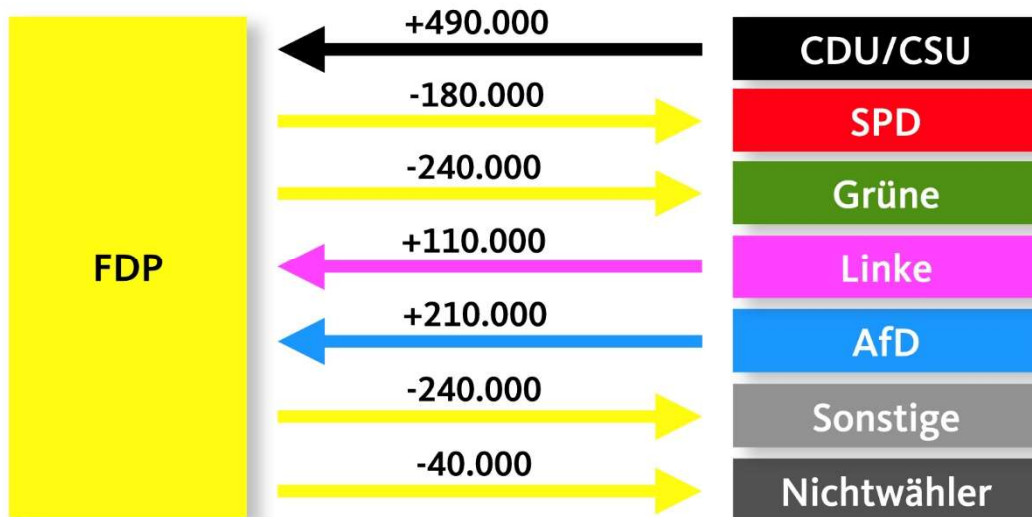 +490.000
CDU/CSU
-180.000
SPD
-240.000
Grüne
FDP
+110.000
Linke
+210.000
AfD
-240.000
Sonstige
-40.000
Nichtwähler